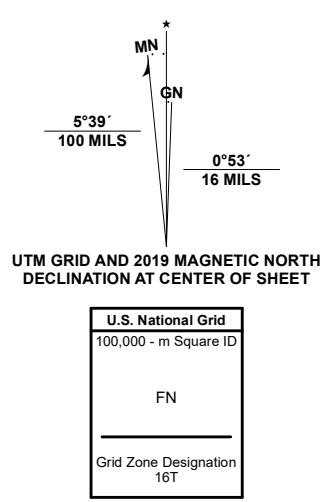 ★
MN
GN
5°39´
100 MILS
0°53´
16 MILS
UTM GRID AND 2019 MAGNETIC NORTH
DECLINATION AT CENTER OF SHEET
U.S. National Grid
100,000 - m Square ID
FN
Grid Zone Designation
16T